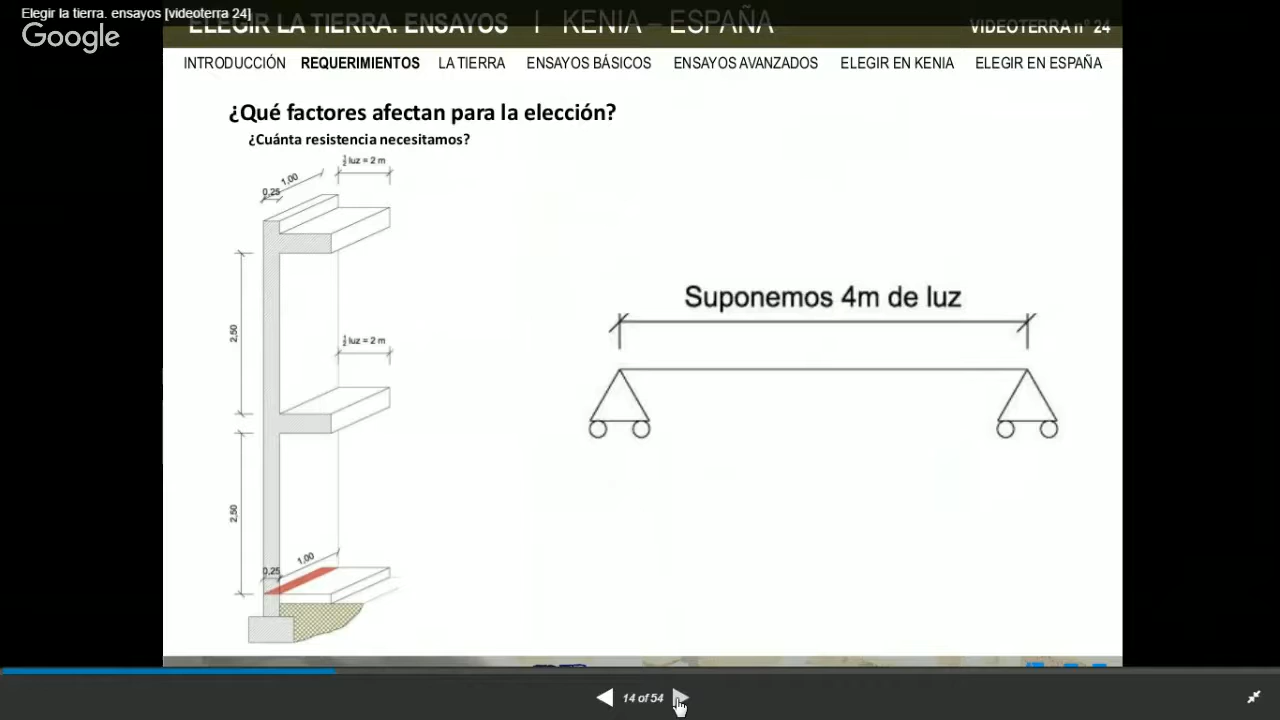 Elegir la tierra. ensayos [videoterra 24]
Google
ELEGIR LA TIERRA. ENSAYOS | KENIA – ESPAÑA VIDEOTERRA nº 24
INTRODUCCIÓN REQUERIMIENTOS LA TIERRA ENSAYOS BÁSICOS ENSAYOS AVANZADOS ELEGIR EN KENIA ELEGIR EN ESPAÑA
¿Qué factores afectan para la elección?
¿Cuánta resistencia necesitamos?
½ luz = 2 m
1,00
0,25
2,50
½ luz = 2 m
Suponemos 4m de luz
2,50
1,00
0,25
14 of 54